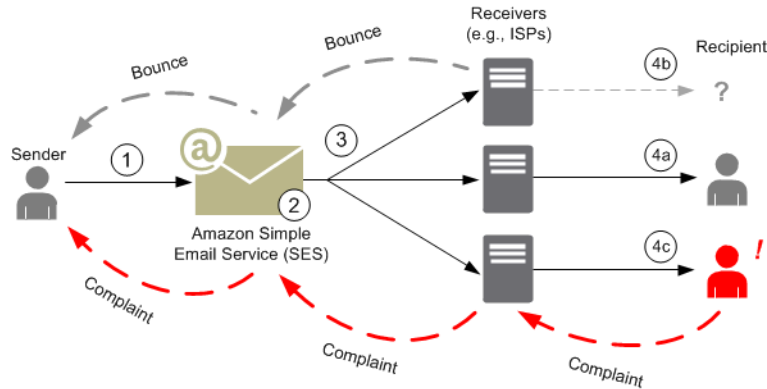 Receivers
(e.g., ISPs)
Recipient
Bounce
Bounce
4b
?
Sender
1
@
3
4a
2
Amazon Simple
Email Service (SES)
4c
!
Complaint
Complaint
Complaint